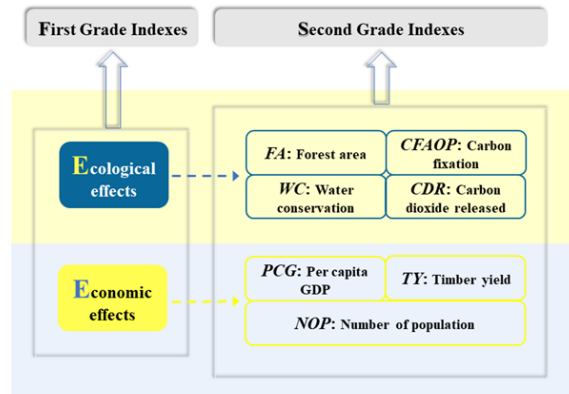 First Grade Indexes
Second Grade Indexes
Ecological
effects
FA: Forest area
CFAOP: Carbon
fixation
WC: Water
conservation
CDR: Carbon
dioxide released
Economic
effects
PCG: Per capita
GDP
TY: Timber yield
NOP: Number of population